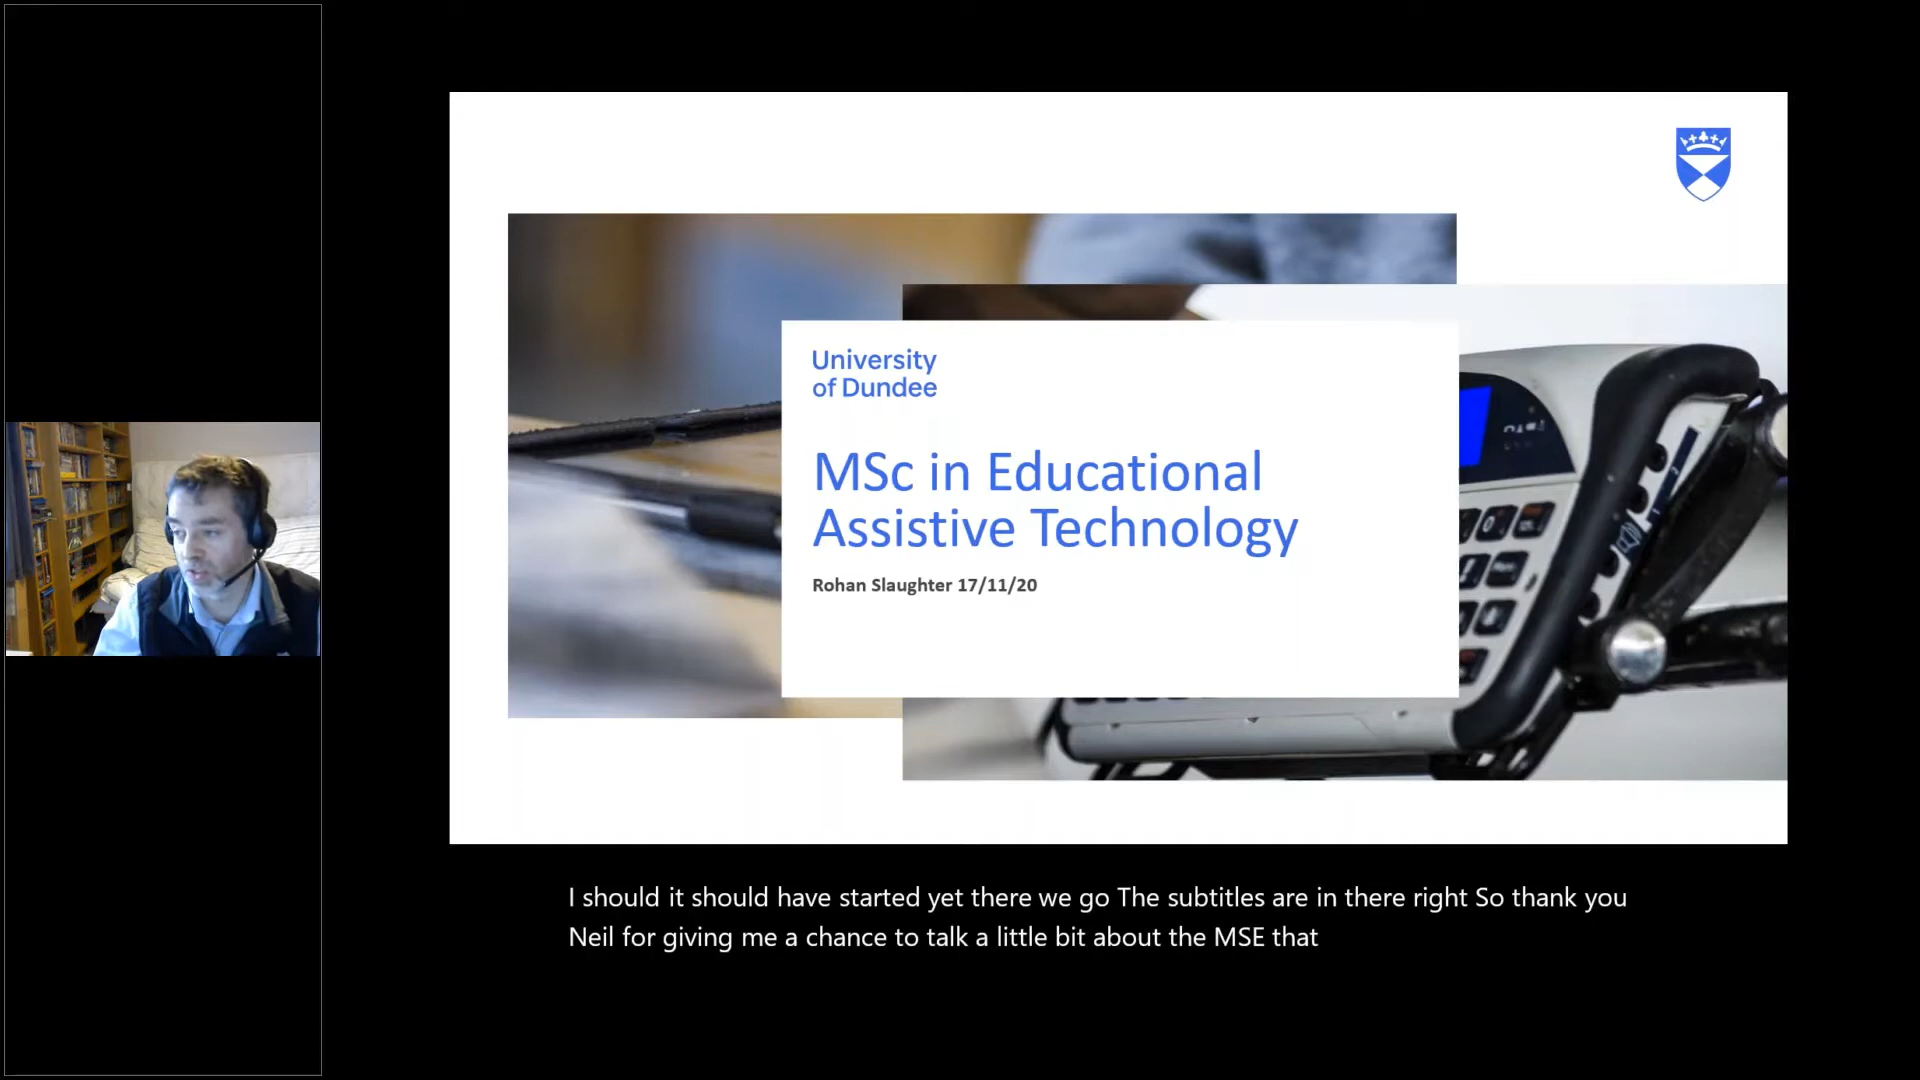 University
of Dundee
MSc in Educational
Assistive Technology
Rohan Slaughter 17/11/20
I should it should have started yet there we go The subtitles are in there right So thank you
Neil for giving me a chance to talk a little bit about the MSE that